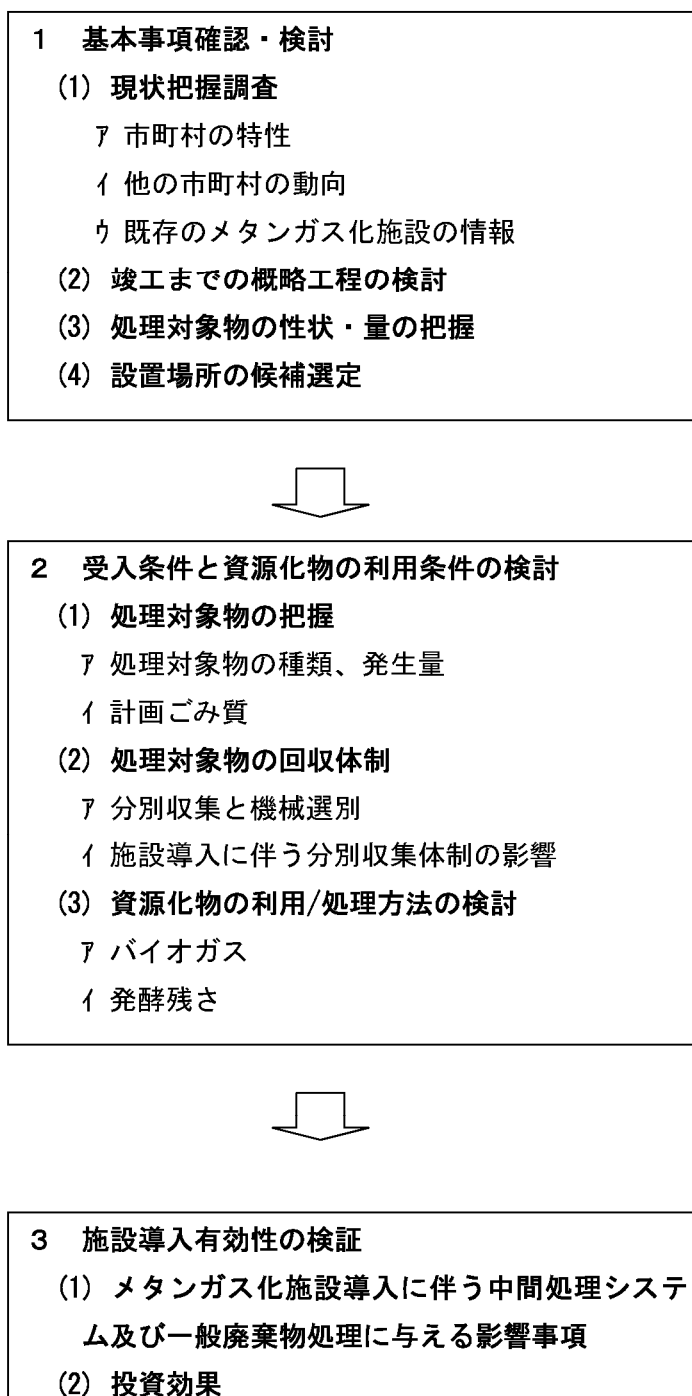 １　基本事項確認・検討
(1) 現状把握調査
ｱ 市町村の特性
ｲ 他の市町村の動向
ｳ 既存のメタンガス化施設の情報
(2) 竣工までの概略工程の検討
(3) 処理対象物の性状・量の把握
(4) 設置場所の候補選定
２　受入条件と資源化物の利用条件の検討
(1) 処理対象物の把握
ｱ 処理対象物の種類、発生量
ｲ 計画ごみ質
(2) 処理対象物の回収体制
ｱ 分別収集と機械選別
ｲ 施設導入に伴う分別収集体制の影響
(3) 資源化物の利用/処理方法の検討
ｱ バイオガス
ｲ 発酵残さ
３　施設導入有効性の検証
(1) メタンガス化施設導入に伴う中間処理システ
ム及び一般廃棄物処理に与える影響事項
(2) 投資効果